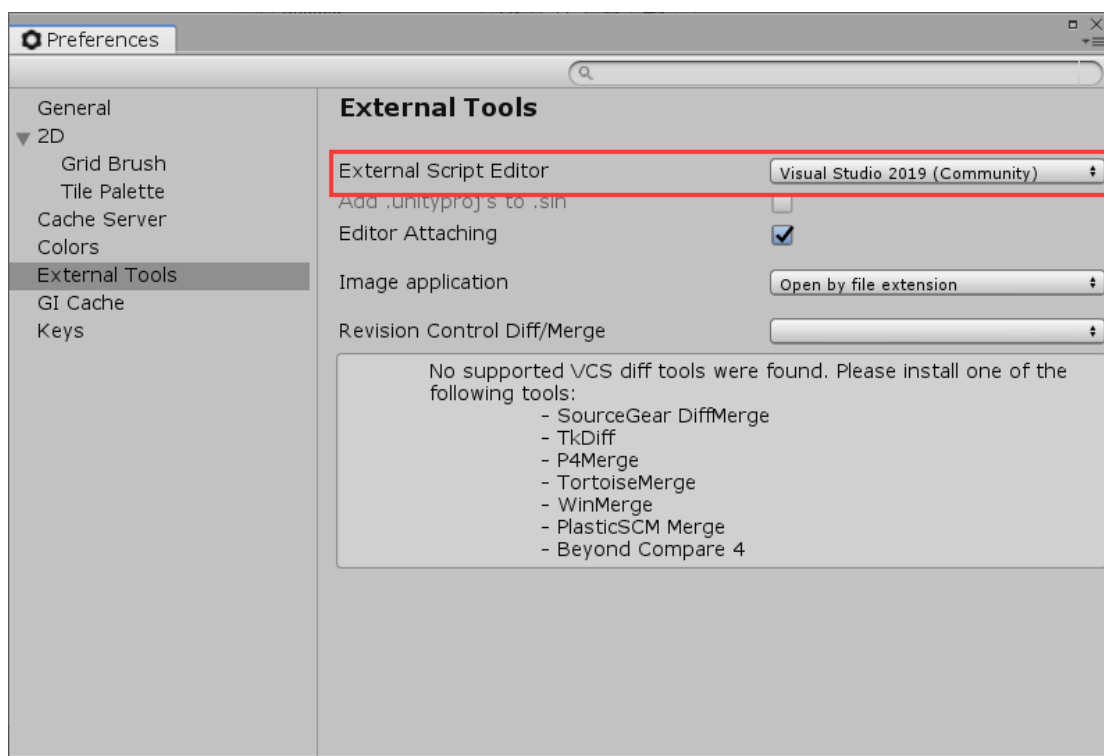 Preferences
General
2D
Grid Brush
Tile Palette
Cache Server
Colors
External Tools
GI Cache
Keys
External Tools
External Script Editor
Visual Studio 2019 (Community)
Add .unityproj's to .sln
Editor Attaching
Image application
Open by file extension
Revision Control Diff/Merge
No supported VCS diff tools were found. Please install one of the
following tools:
- SourceGear DiffMerge
- TkDiff
- P4Merge
- TortoiseMerge
- WinMerge
- PlasticSCM Merge
- Beyond Compare 4